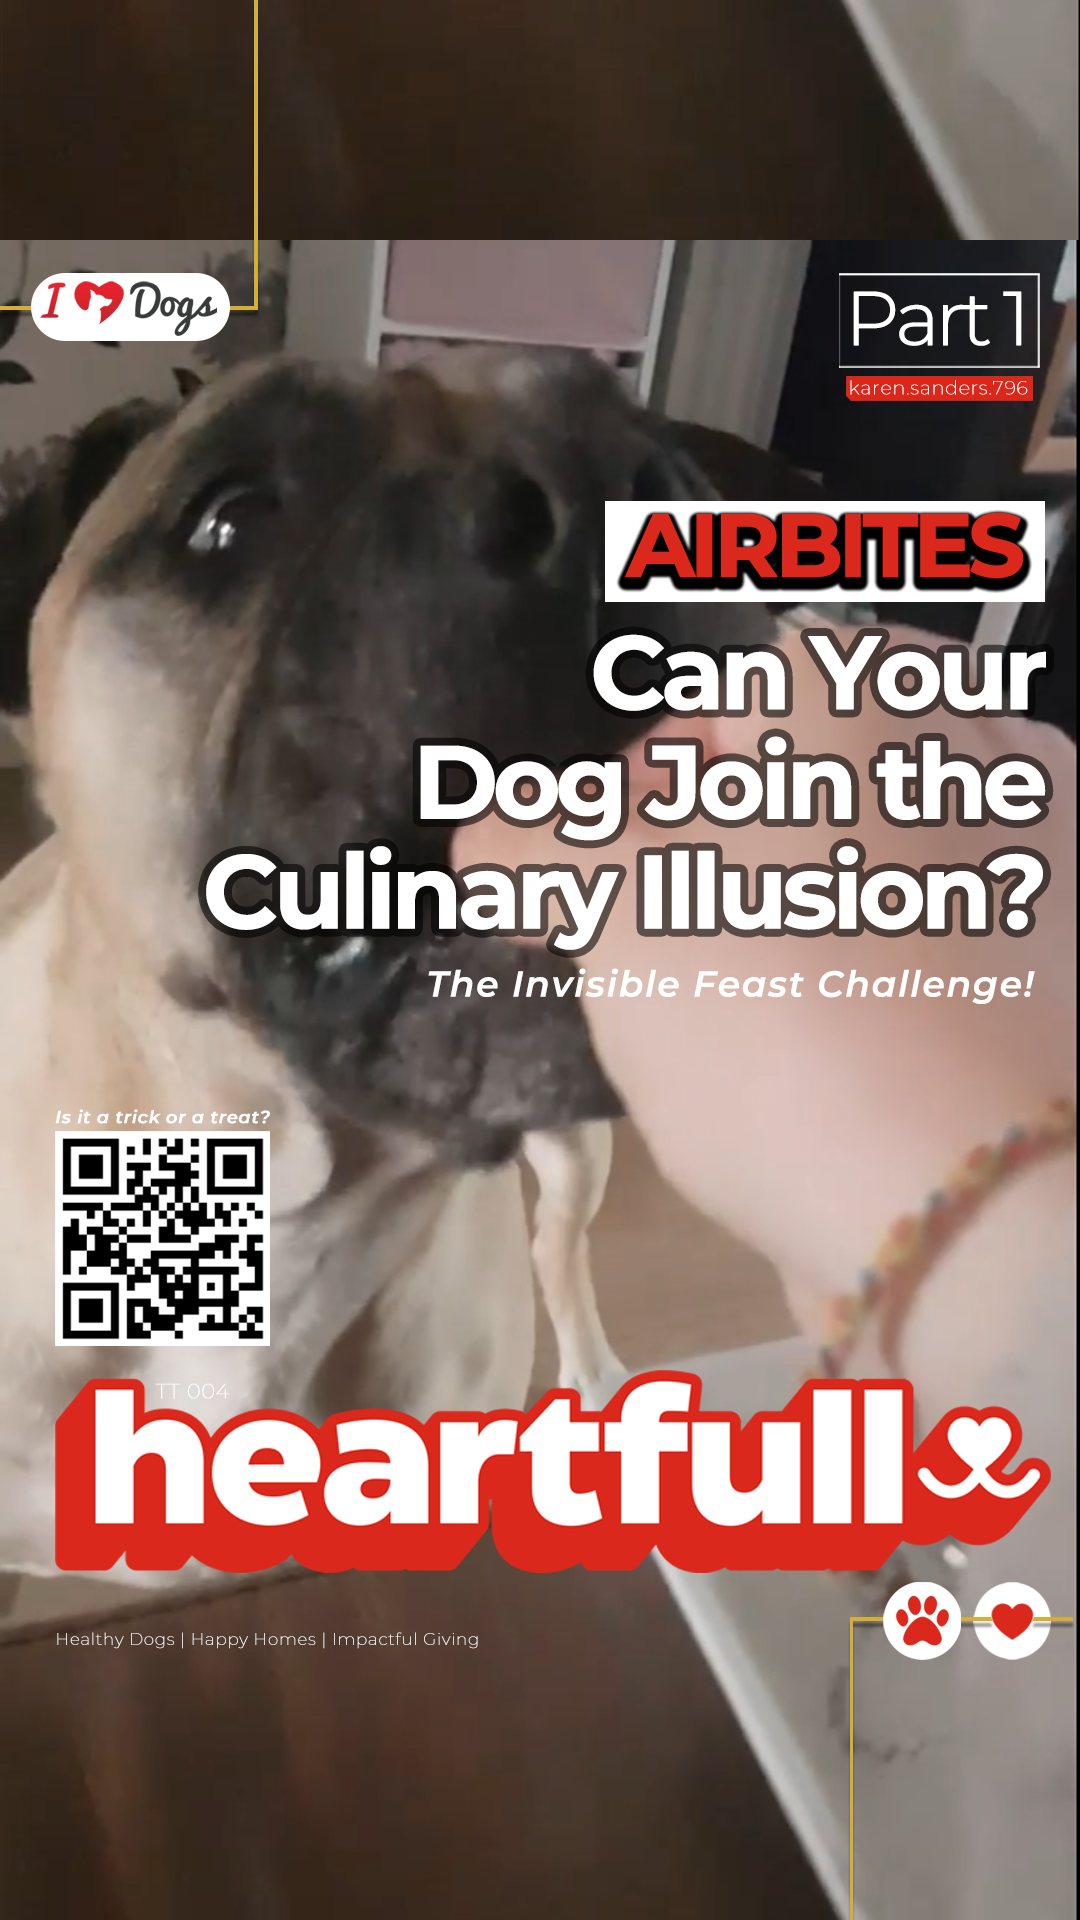 I Dogs
Part 1
karen.sanders.796
AIRBITES
Can Your
Dog Join the
Culinary Illusion?
The Invisible Feast Challenge!
Is it a trick or a treat?
TT 004
heartfull
Healthy Dogs | Happy Homes | Impactful Giving